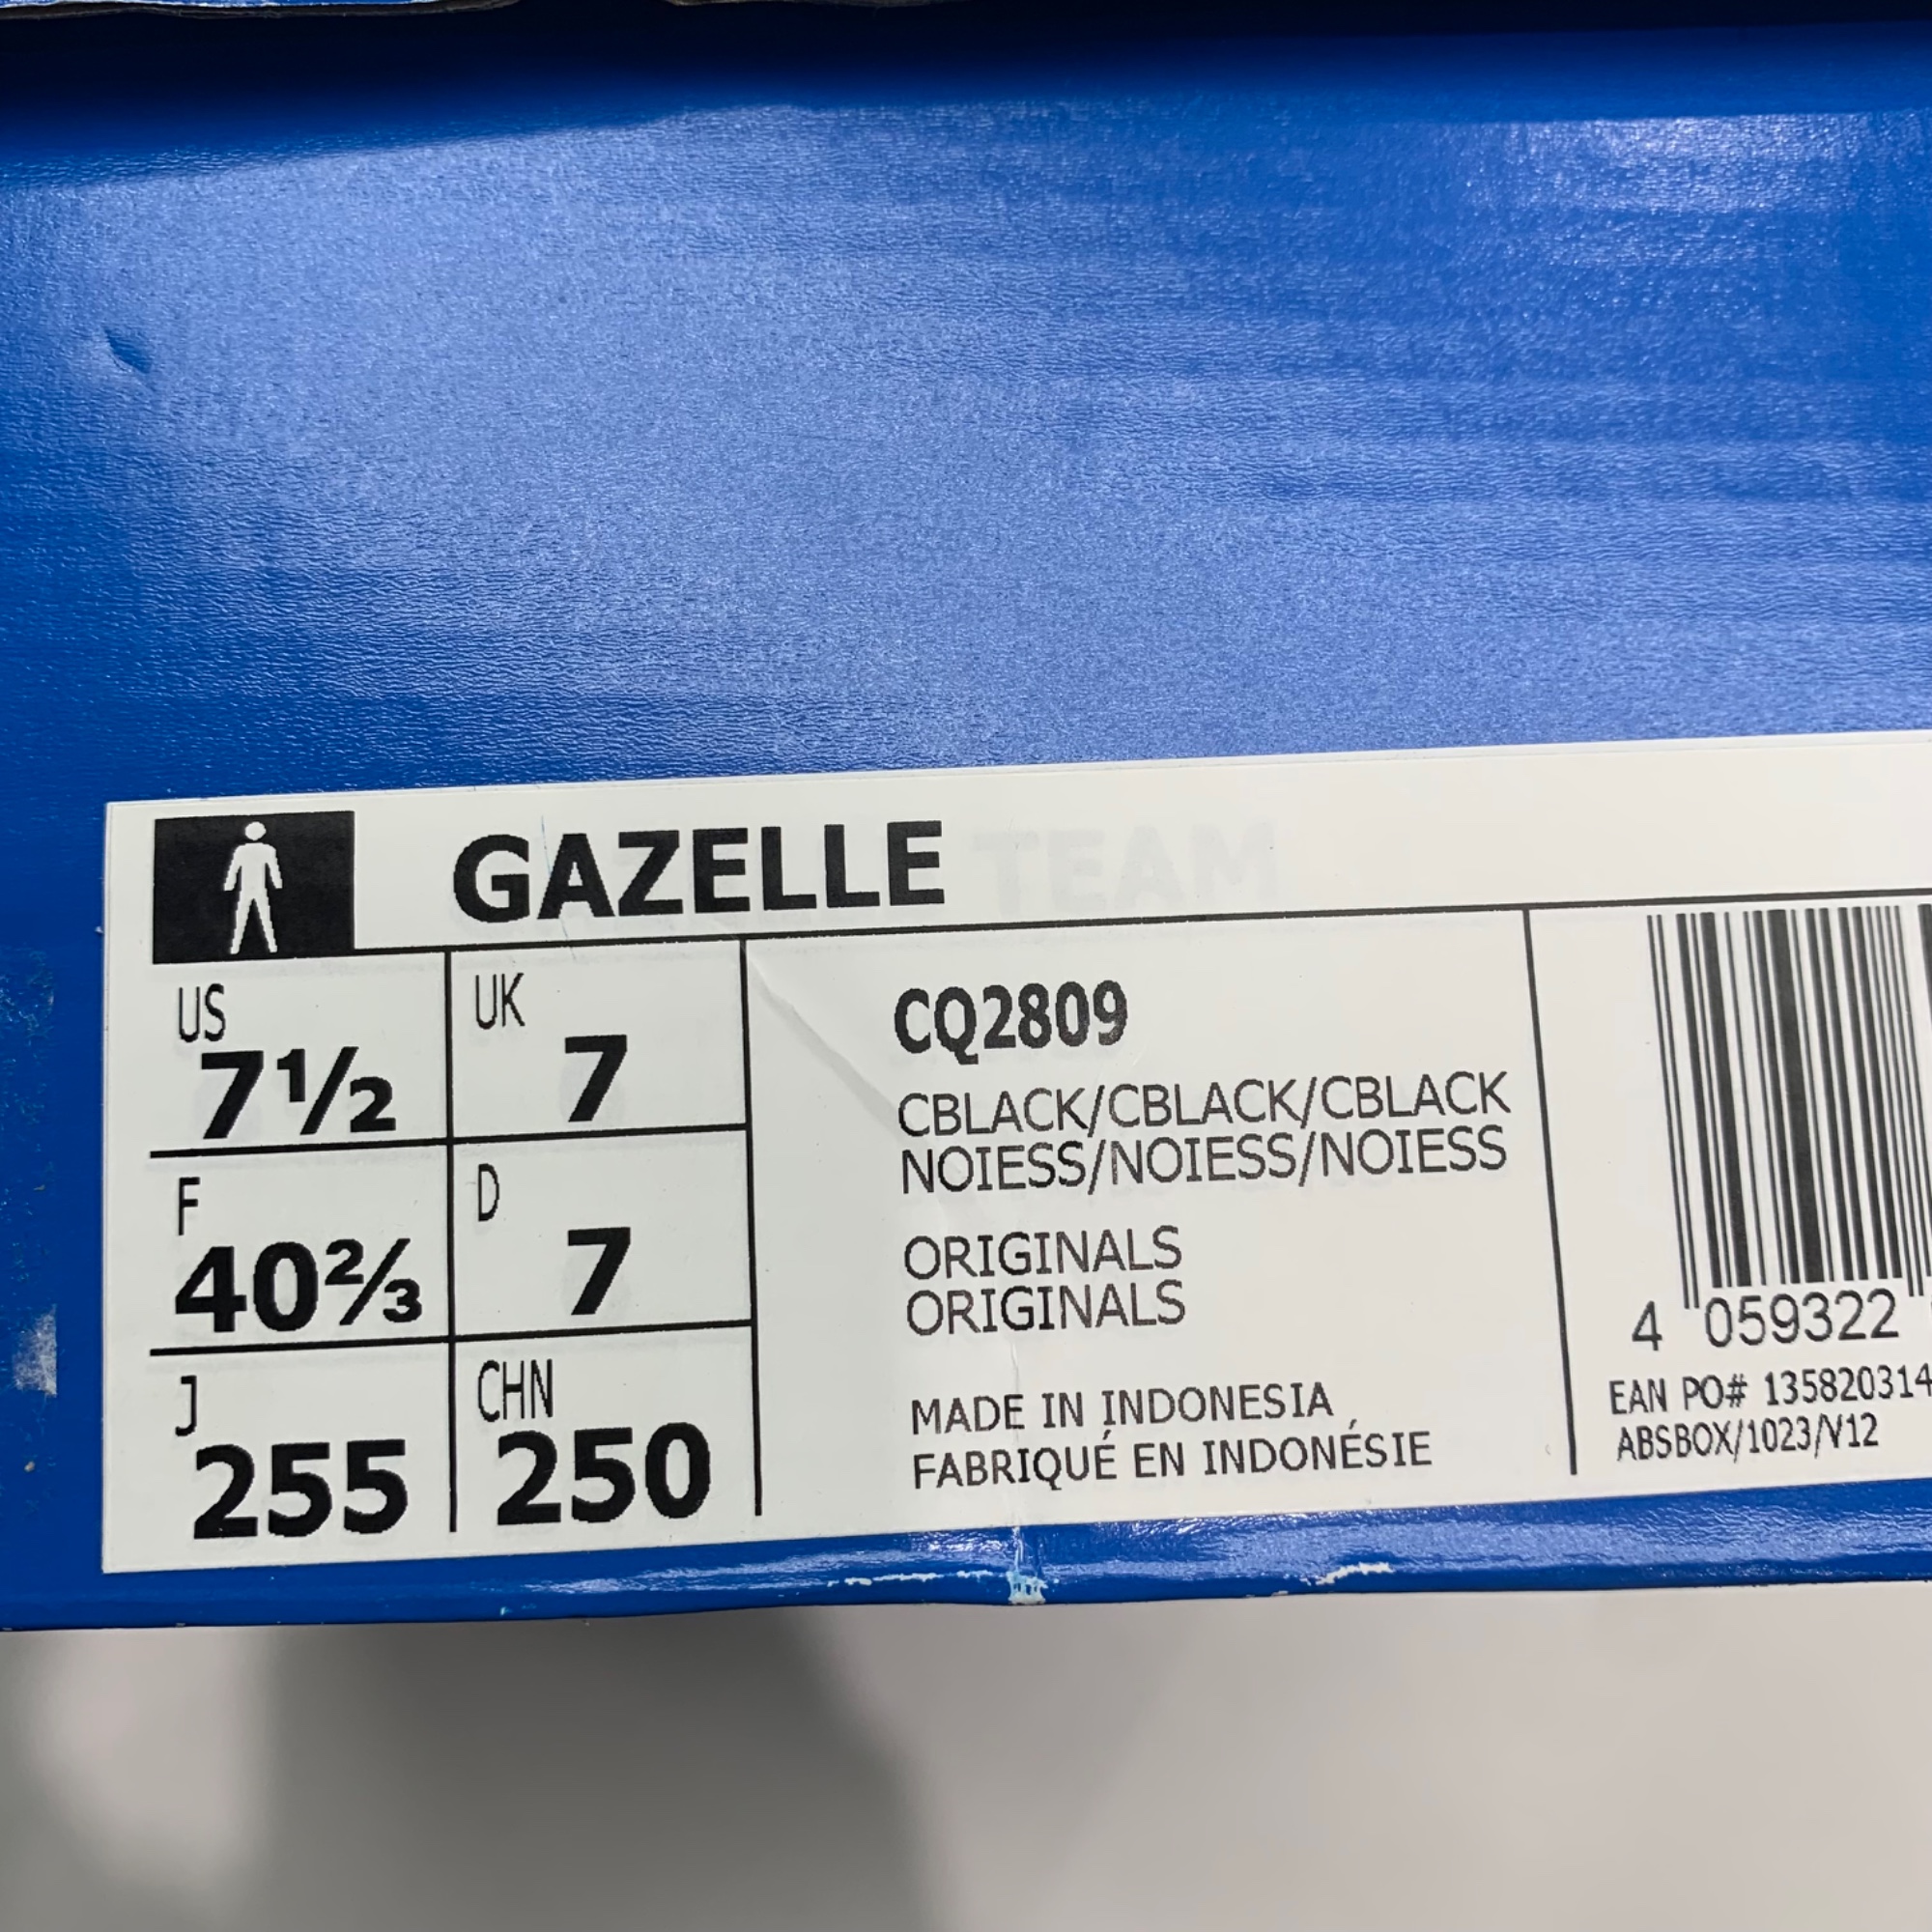 GAZELLE TEAM
US
7½
UK
7
F
40⅔
D
7
J
255
CHN
250
CQ2809
CBLACK/CBLACK/CBLACK
NOIESS/NOIESS/NOIESS
ORIGINALS
ORIGINALS
MADE IN INDONESIA
FABRIQUÉ EN INDONÉSIE
4 059322
EAN PO# 135820314
ABSBOX/1023/V12